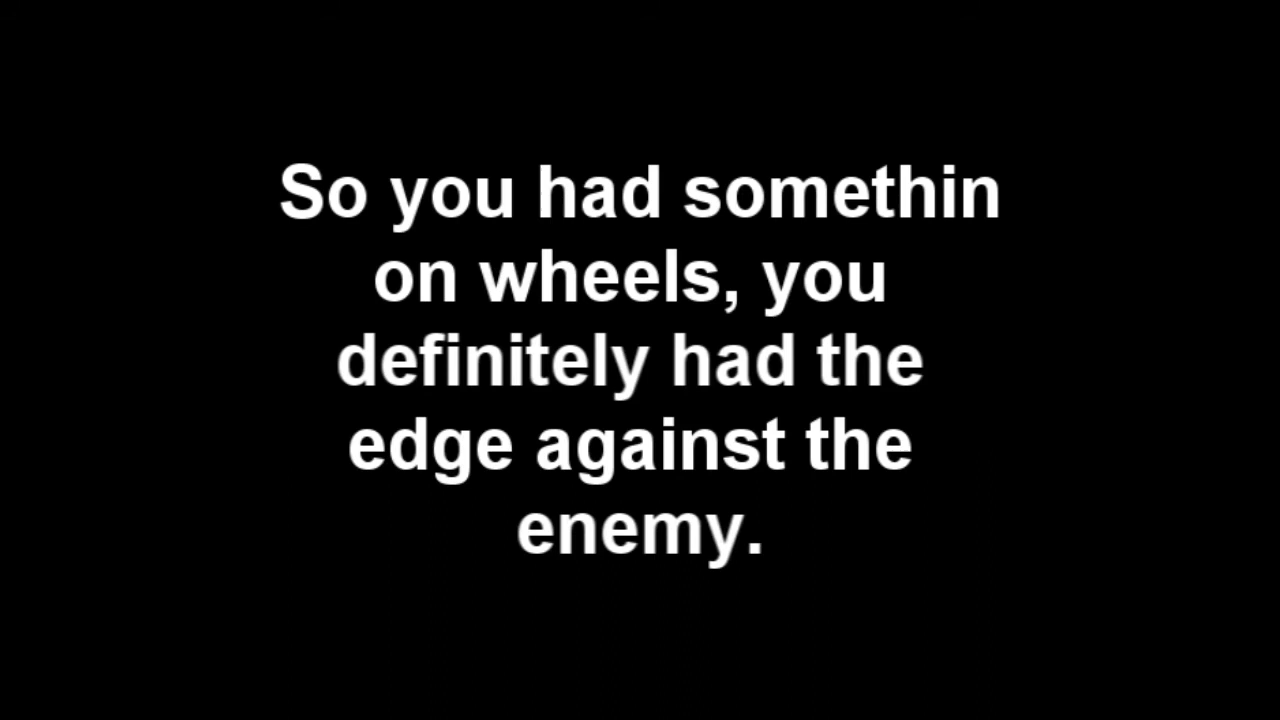 So you had somethin
on wheels, you
definitely had the
edge against the
enemy.